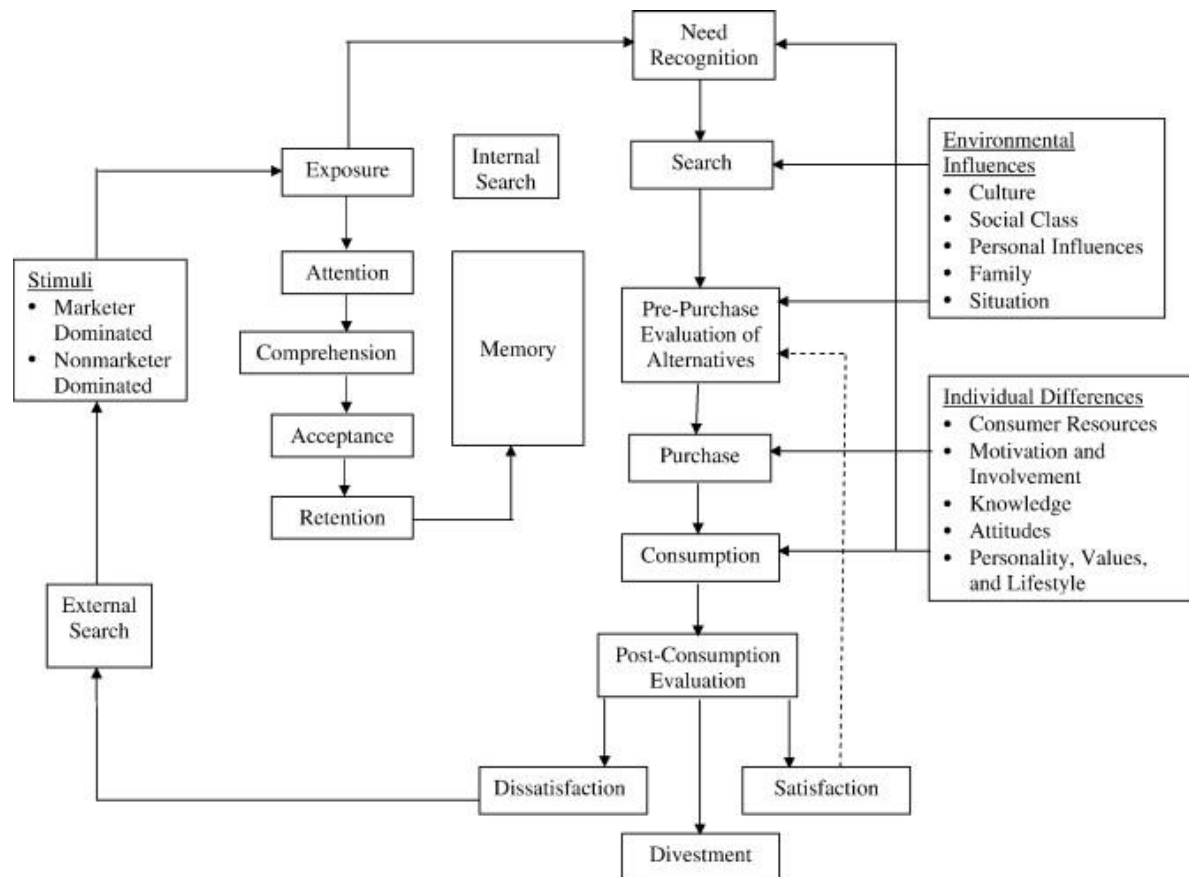 Need
Recognition
Exposure
Internal
Search
Search
Environmental
Influences
• Culture
• Social Class
• Personal Influences
• Family
• Situation
Stimuli
• Marketer
Dominated
• Nonmarketer
Dominated
Attention
Comprehension
Acceptance
Retention
Memory
Pre-Purchase
Evaluation of
Alternatives
Purchase
Consumption
Individual Differences
• Consumer Resources
• Motivation and
Involvement
• Knowledge
• Attitudes
• Personality, Values,
and Lifestyle
External
Search
Post-Consumption
Evaluation
Dissatisfaction
Satisfaction
Divestment